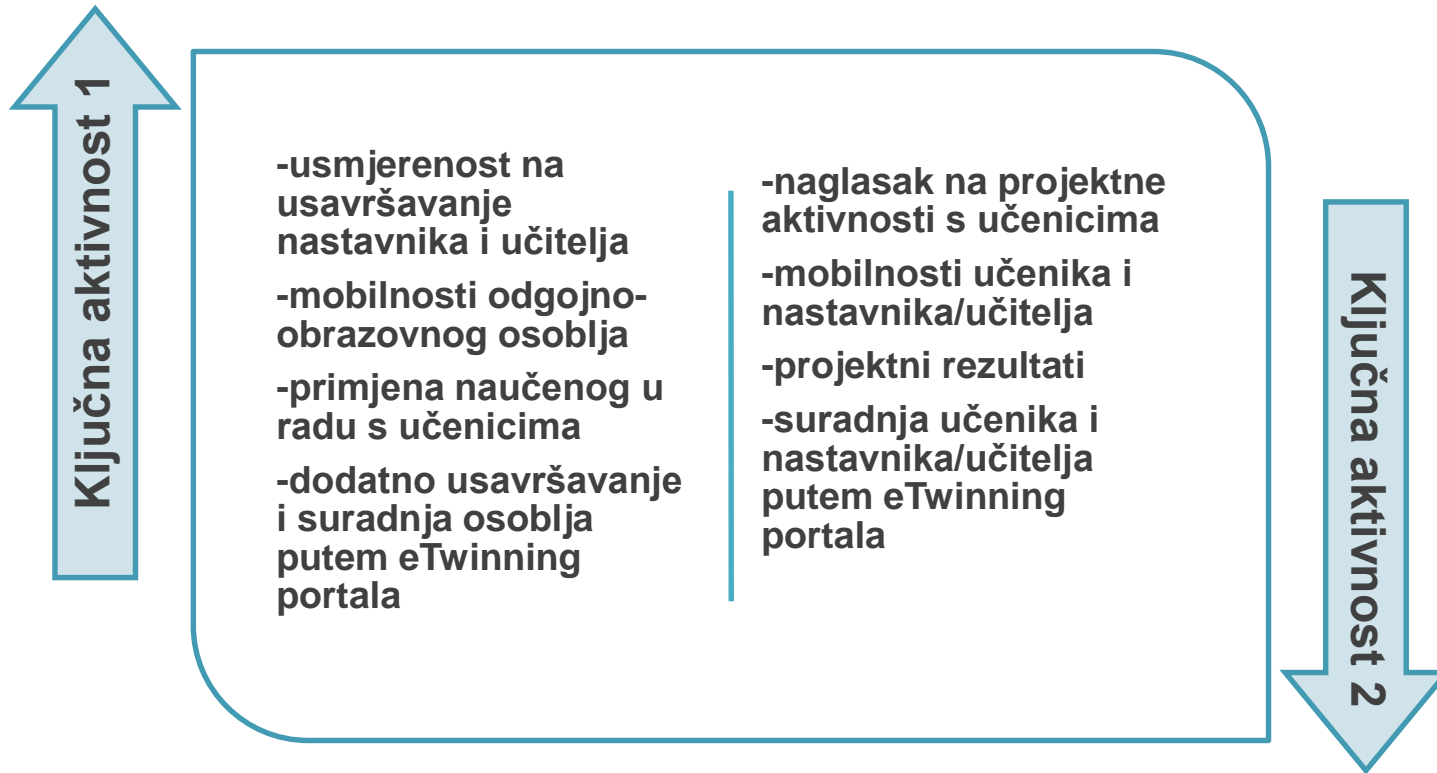 Ključna aktivnost 1
-usmjerenost na
usavršavanje
nastavnika i učitelja
-mobilnosti odgojno-
obrazovnog osoblja
-primjena naučenog u
radu s učenicima
-dodatno usavršavanje
i suradnja osoblja
putem eTwinning
portala
-naglasak na projektne
aktivnosti s učenicima
-mobilnosti učenika i
nastavnika/učitelja
-projektni rezultati
-suradnja učenika i
nastavnika/učitelja
putem eTwinning
portala
Ključna aktivnost 2